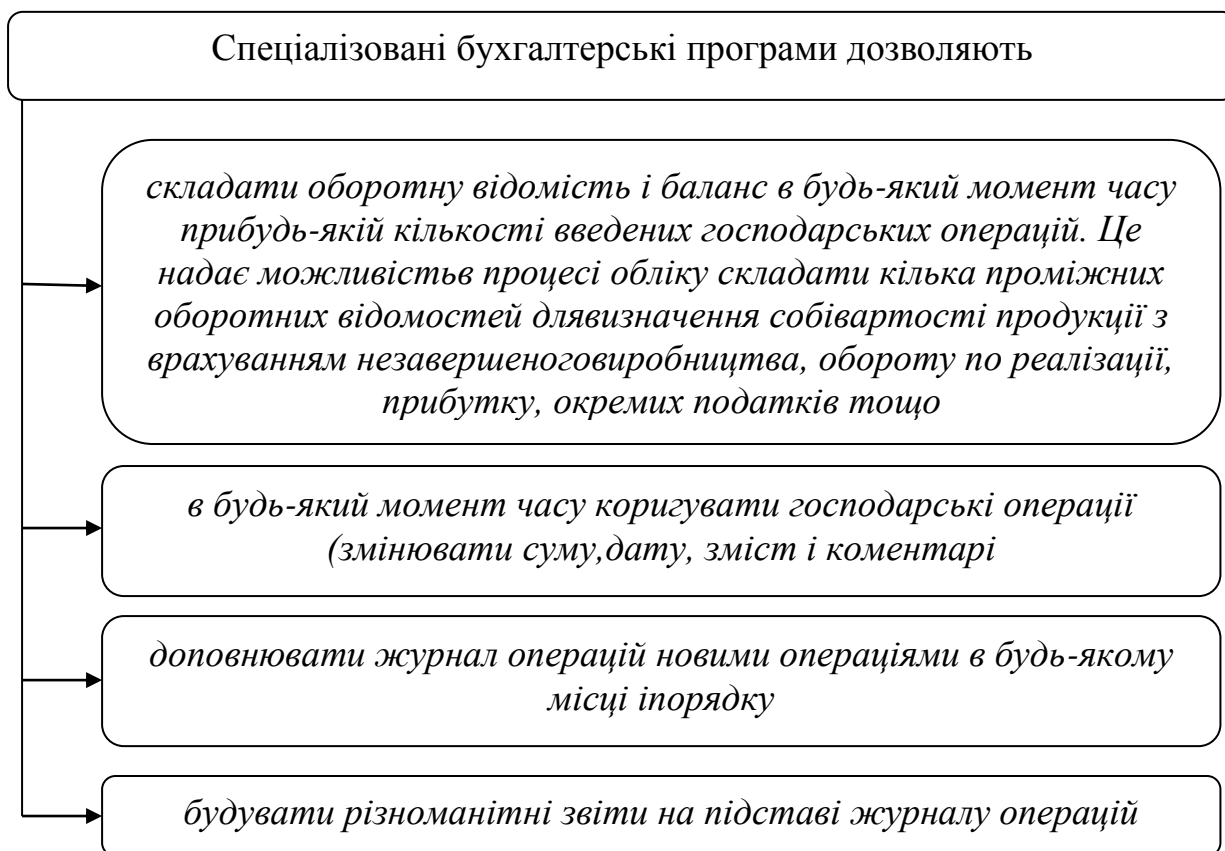 Спеціалізовані бухгалтерські програми дозволяють
складати оборотну відомість і баланс в будь-який момент часу
прибудь-якій кількості введених господарських операцій. Це
надає можливістьв процесі обліку складати кілька проміжних
оборотних відомостей длявизначення собівартості продукції з
врахуванням незавершеноговиробництва, обороту по реалізації,
прибутку, окремих податків тощо
в будь-який момент часу коригувати господарські операції
(змінювати суму,дату, зміст і коментарі
доповнювати журнал операцій новими операціями в будь-якому
місці іпорядку
будувати різноманітні звіти на підставі журналу операцій